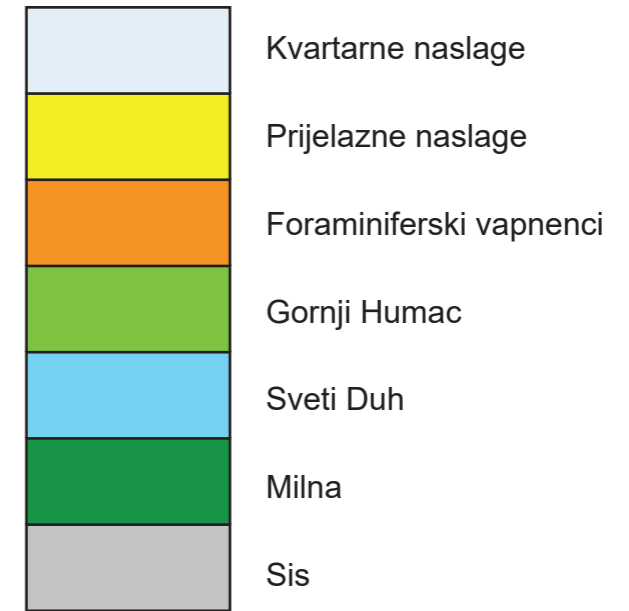 Kvartarne naslage
Prijelazne naslage
Foraminiferski vapnenci
Gornji Humac
Sveti Duh
Milna
Sis